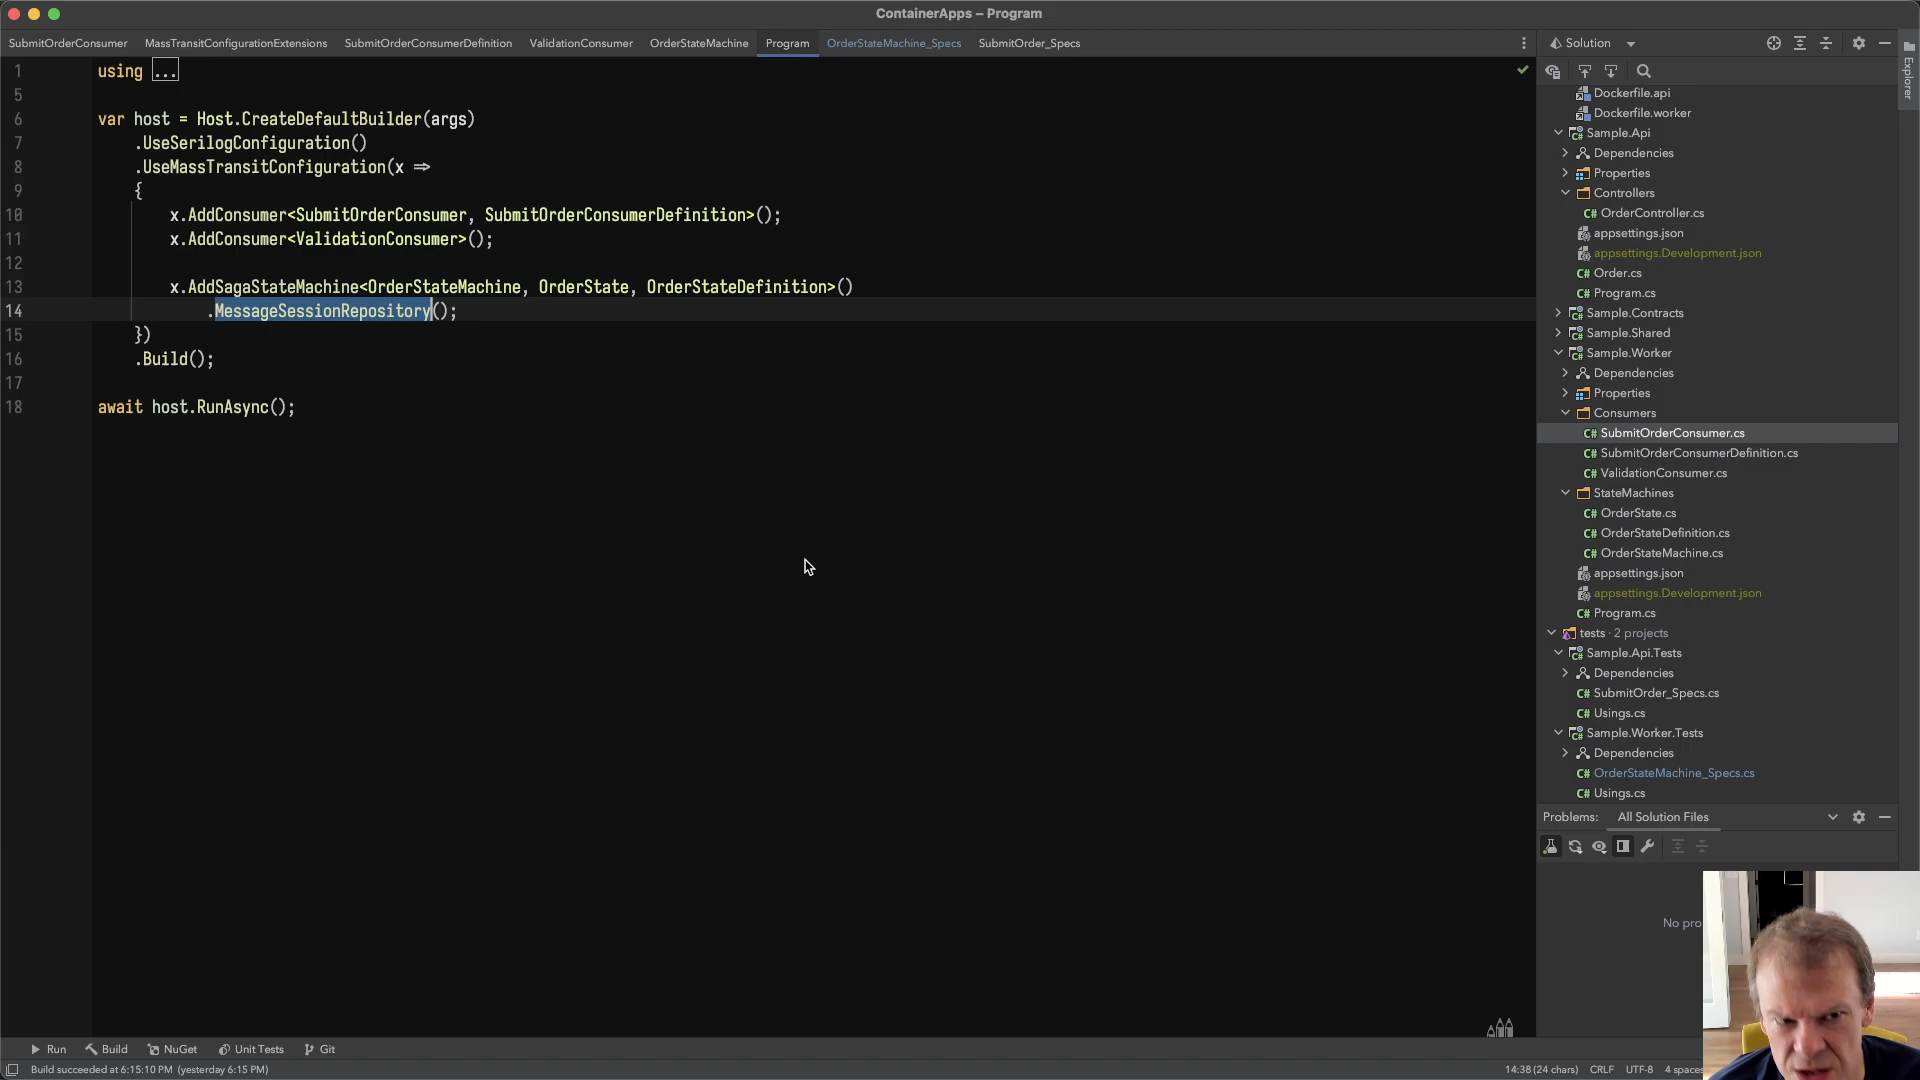 ContainerApps – Program
SubmitOrderConsumer MassTransitConfigurationExtensions SubmitOrderConsumerDefinition ValidationConsumer OrderStateMachine Program OrderStateMachine_Specs SubmitOrder_Specs
1 using ...
5
6 var host = Host.CreateDefaultBuilder(args)
7 .UseSerilogConfiguration()
8 .UseMassTransitConfiguration(x ⇒
9 {
10 x.AddConsumer<SubmitOrderConsumer, SubmitOrderConsumerDefinition>();
11 x.AddConsumer<ValidationConsumer>();
12
13 x.AddSagaStateMachine<OrderStateMachine, OrderState, OrderStateDefinition>()
14 .MessageSessionRepository();
15 })
16 .Build();
17
18 await host.RunAsync();
Solution
Explorer
Dockerfile.api
Dockerfile.worker
Sample.Api
Dependencies
Properties
Controllers
C# OrderController.cs
appsettings.json
appsettings.Development.json
C# Order.cs
C# Program.cs
Sample.Contracts
Sample.Shared
Sample.Worker
Dependencies
Properties
Consumers
C# SubmitOrderConsumer.cs
C# SubmitOrderConsumerDefinition.cs
C# ValidationConsumer.cs
StateMachines
C# OrderState.cs
C# OrderStateDefinition.cs
C# OrderStateMachine.cs
appsettings.json
appsettings.Development.json
C# Program.cs
tests · 2 projects
Sample.Api.Tests
Dependencies
C# SubmitOrder_Specs.cs
C# Usings.cs
Sample.Worker.Tests
Dependencies
C# OrderStateMachine_Specs.cs
C# Usings.cs
Problems: All Solution Files
No pro
Run Build NuGet Unit Tests Git
Build succeeded at 6:15:10 PM (yesterday 6:15 PM)
14:38 (24 chars) CRLF UTF-8 4 spaces